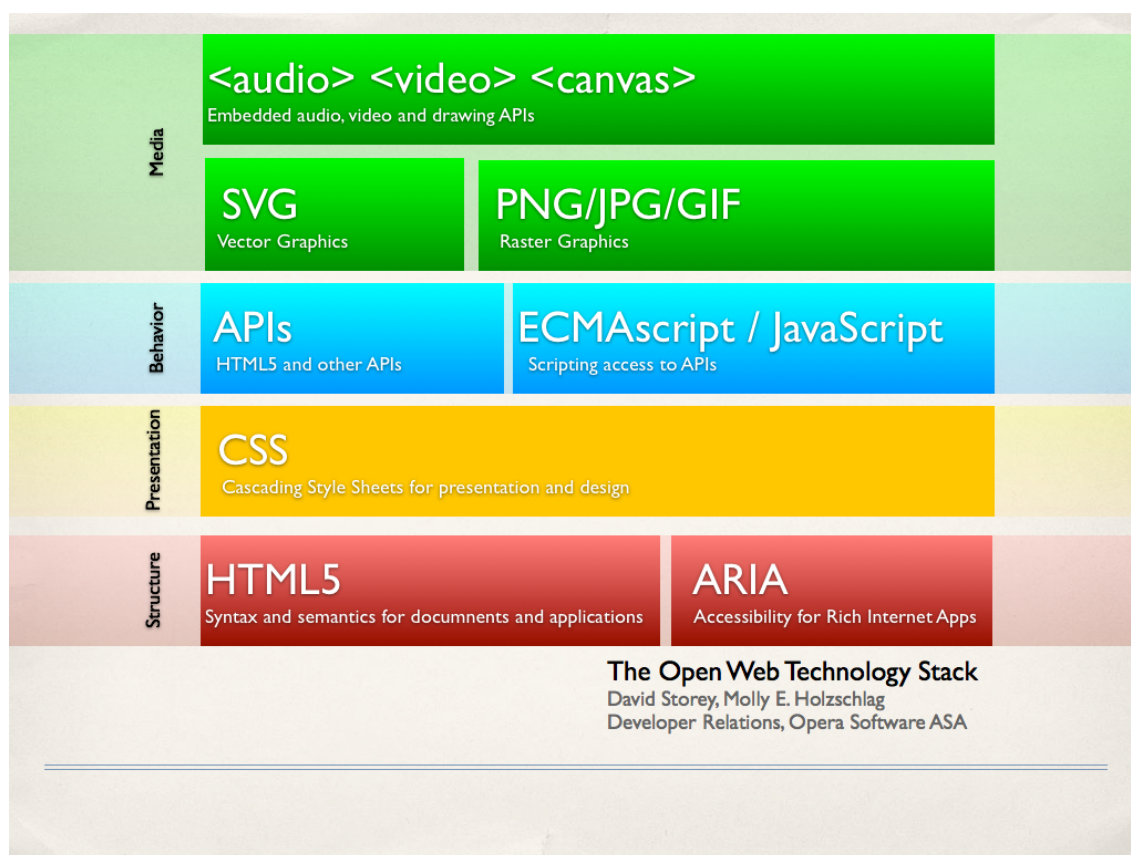 Media
<audio> <video> <canvas>
Embedded audio, video and drawing APIs
SVG
Vector Graphics
PNG/JPG/GIF
Raster Graphics
Behavior
APIs
HTML5 and other APIs
ECMAscript / JavaScript
Scripting access to APIs
Presentation
CSS
Cascading Style Sheets for presentation and design
Structure
HTML5
Syntax and semantics for documnents and applications
ARIA
Accessibility for Rich Internet Apps
The Open Web Technology Stack
David Storey, Molly E. Holzschlag
Developer Relations, Opera Software ASA